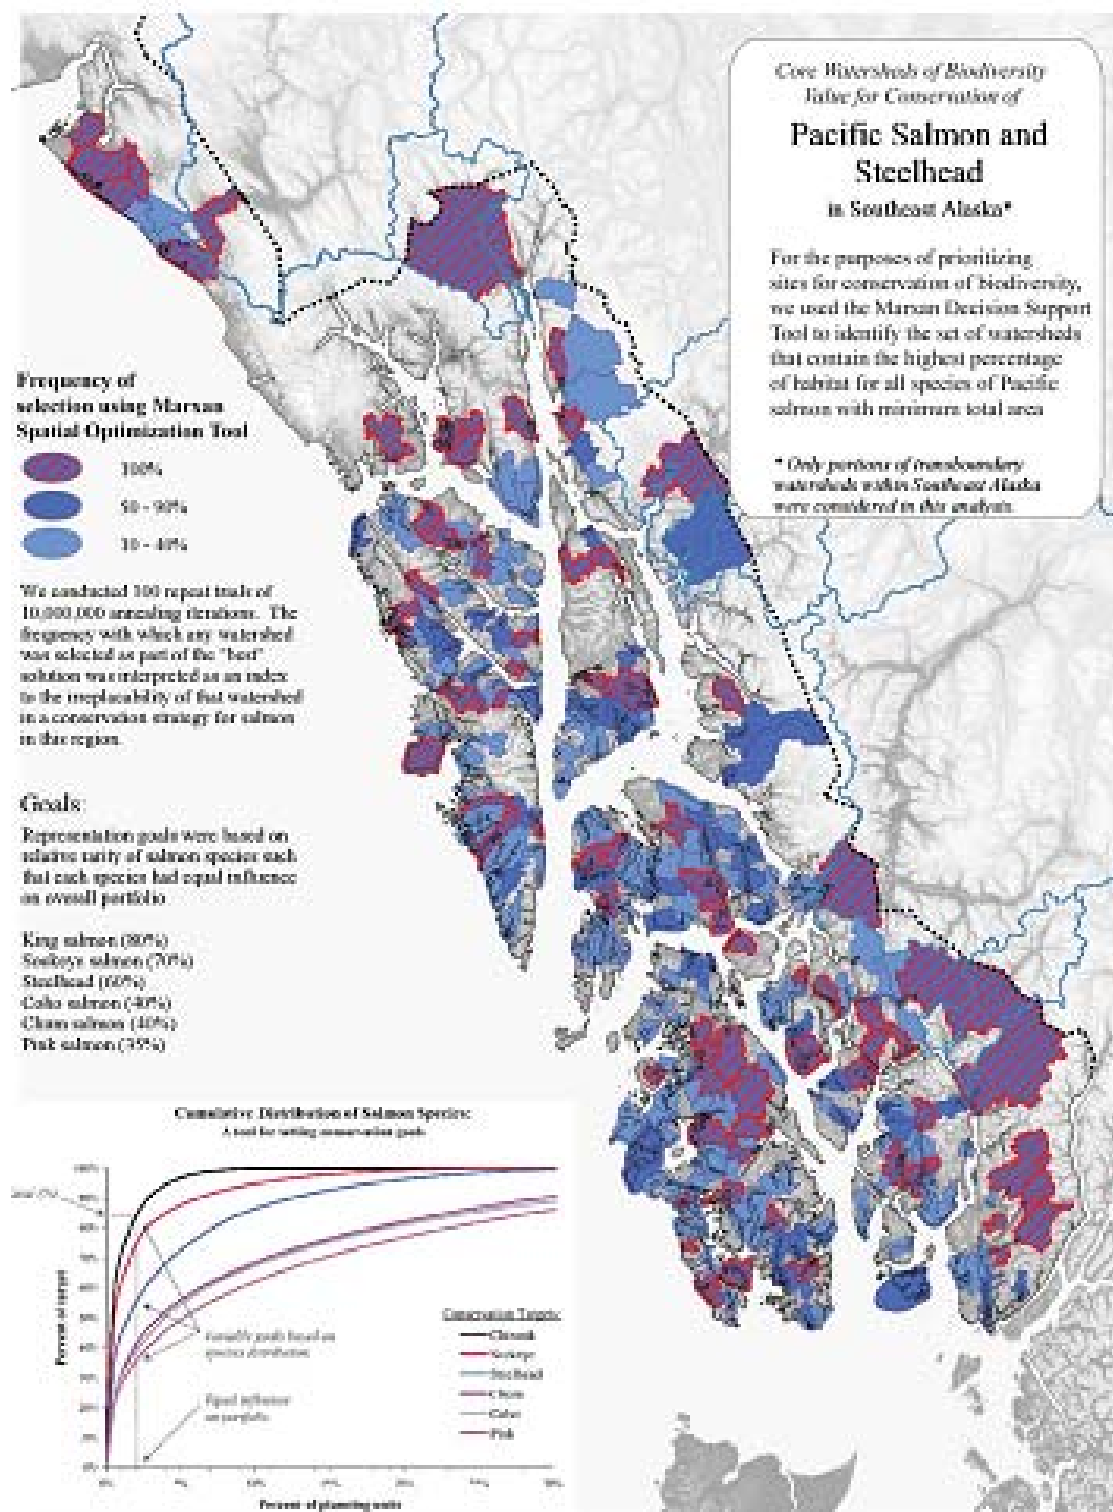 Core Watersheds of Biodiversity
Value for Conservation of
Pacific Salmon and
Steelhead
in Southeast Alaska*
For the purposes of prioritizing
sites for conservation of biodiversity,
we used the Marxan Decision Support
Tool to identify the set of watersheds
that contain the highest percentage
of habitat for all species of Pacific
salmon with minimum total area
* Only portions of transboundary
watersheds within Southeast Alaska
were considered in this analysis.
Frequency of
selection using Marxan
Spatial Optimization Tool
100%
50 - 90%
10 - 40%
We conducted 100 repeat trials of
10,000,000 annealing iterations. The
frequency with which any watershed
was selected as part of the "best"
solution was interpreted as an index
to the irreplacability of that watershed
in a conservation strategy for salmon
in this region.
Goals:
Representation goals were based on
relative rarity of salmon species such
that each species had equal influence
on overall portfolio
King salmon (80%)
Sockeye salmon (70%)
Steelhead (60%)
Coho salmon (40%)
Chum salmon (40%)
Pink salmon (35%)
Cumulative Distribution of Salmon Species:
A tool for setting conservation goals
100%
Percent of target
Variable goals based on
species distribution
Equal influence
on portfolio
Conservation Targets
Chinook
Sockeye
Steelhead
Chum
Coho
Pink
0%
Percent of planning units